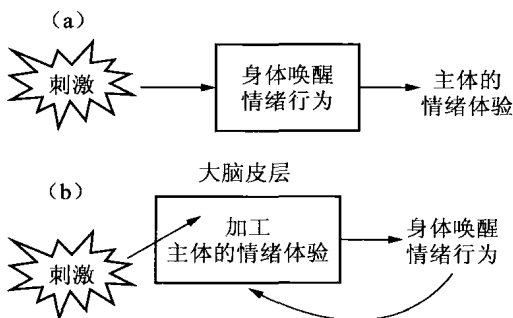 (a)
刺激
身体唤醒
情绪行为
主体的
情绪体验
大脑皮层
(b)
刺激
加工
主体的情绪体验
身体唤醒
情绪行为